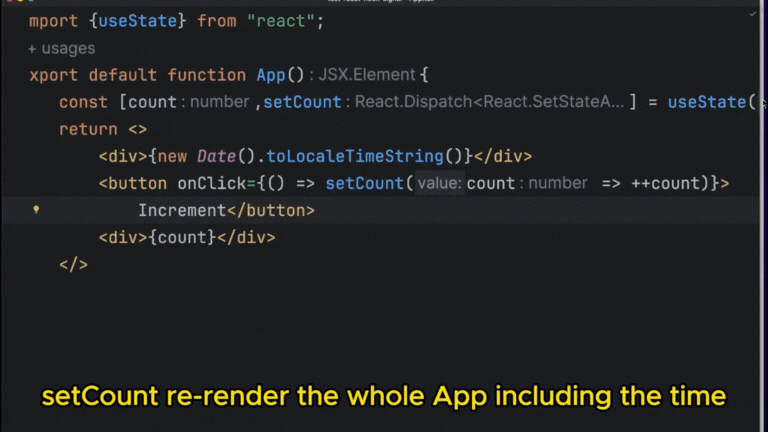 mport {useState} from "react";
+ usages
xport default function App() : JSX.Element {
const [count : number ,setCount : React.Dispatch<React.SetStateA... ] = useState(
return <>
<div>{new Date().toLocaleTimeString()}</div>
<button onClick={() => setCount( value: count : number => ++count)}>
Increment</button>
<div>{count}</div>
</>
setCount re-render the whole App including the time